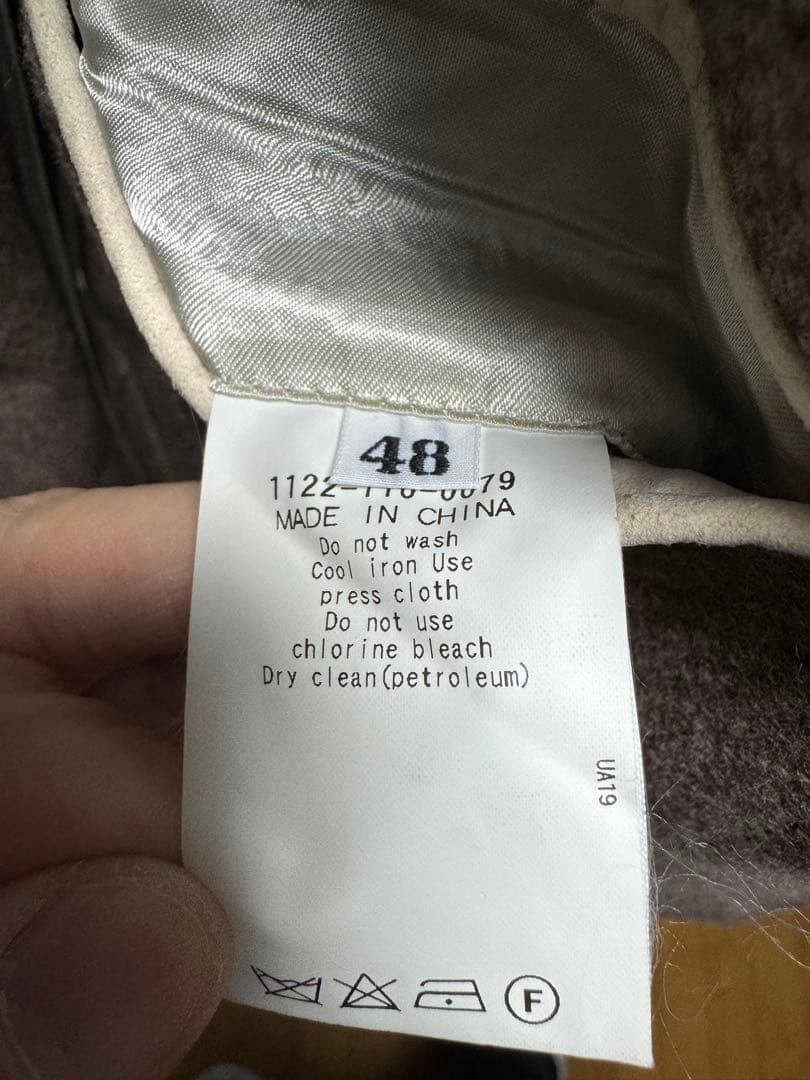 48
1122-110-0079
MADE IN CHINA
Do not wash
Cool iron Use
press cloth
Do not use
chlorine bleach
Dry clean(petroleum)
UA19
F